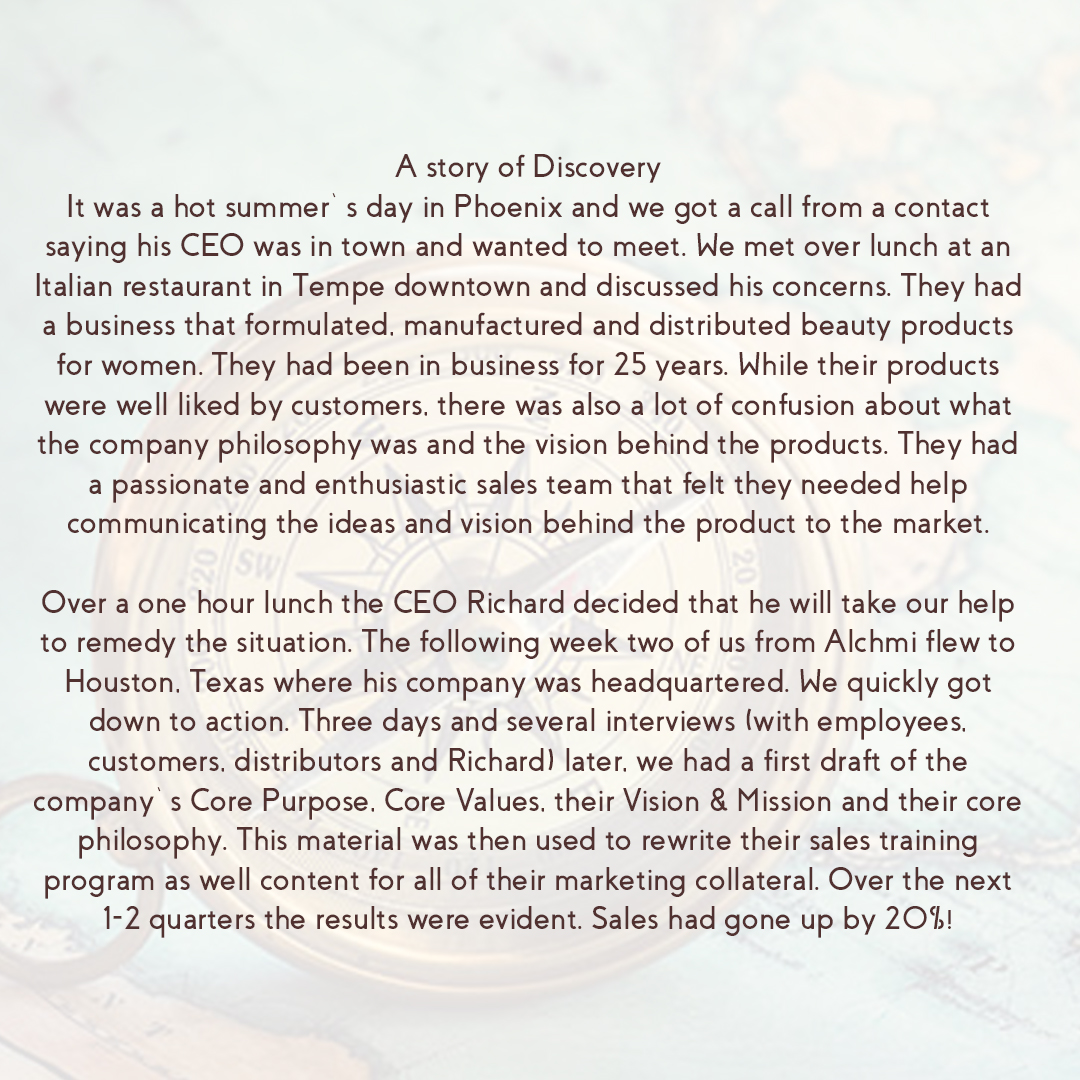 A story of Discovery
It was a hot summer` s day in Phoenix and we got a call from a contact
saying his CEO was in town and wanted to meet. We met over lunch at an
Italian restaurant in Tempe downtown and discussed his concerns. They had
a business that formulated, manufactured and distributed beauty products
for women. They had been in business for 25 years. While their products
were well liked by customers, there was also a lot of confusion about what
the company philosophy was and the vision behind the products. They had
a passionate and enthusiastic sales team that felt they needed help
communicating the ideas and vision behind the product to the market.
Over a one hour lunch the CEO Richard decided that he will take our help
to remedy the situation. The following week two of us from Alchmi flew to
Houston, Texas where his company was headquartered. We quickly got
down to action. Three days and several interviews (with employees,
customers, distributors and Richard) later, we had a first draft of the
company` s Core Purpose, Core Values, their Vision & Mission and their core
philosophy. This material was then used to rewrite their sales training
program as well content for all of their marketing collateral. Over the next
1-2 quarters the results were evident. Sales had gone up by 20%!
SW
220
20
NE